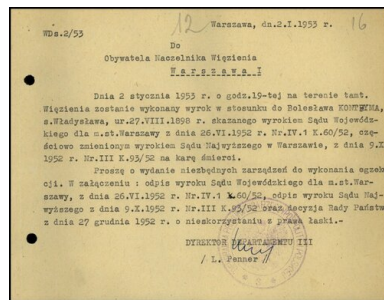 12 Warszawa, dn.2.I.1953 r. 16
WDs.2/53
Do
Obywatela Naczelnika Więzienia
Warszawa I
Dnia 2 stycznia 1953 r. o godz.19-tej na terenie tamt.
Więzienia zostanie wykonany wyrok w stosunku do Bolesława KONTRYMA,
s.Władysława, ur.27.VIII.1898 r. skazanego wyrokiem Sądu Wojewódz-
kiego dla m.st.Warszawy z dnia 26.VI.1952 r. Nr.IV.1 K.60/52, czę-
ściowo zmienionym wyrokiem Sądu Najwyższego w Warszawie, z dnia 9.X
1952 r. Nr.III K.93/52 na karę śmierci.
Proszę o wydanie niezbędnych zarządzeń do wykonania egzek
cji. W załączeniu : odpis wyroku Sądu Wojewódzkiego dla m.st.War-
szawy, z dnia 26.VI.1952 r. Nr.IV.1 K.60/52, odpis wyroku Sądu Naj-
wyższego z dnia 9.X.1952 r. Nr.III K.93/52 oraz decyzja Rady Państw
z dnia 27 grudnia 1952 r. o nieskorzystaniu z prawa łaski.-
DYREKTOR DEPARTAMENTU III
/ L. Penner /